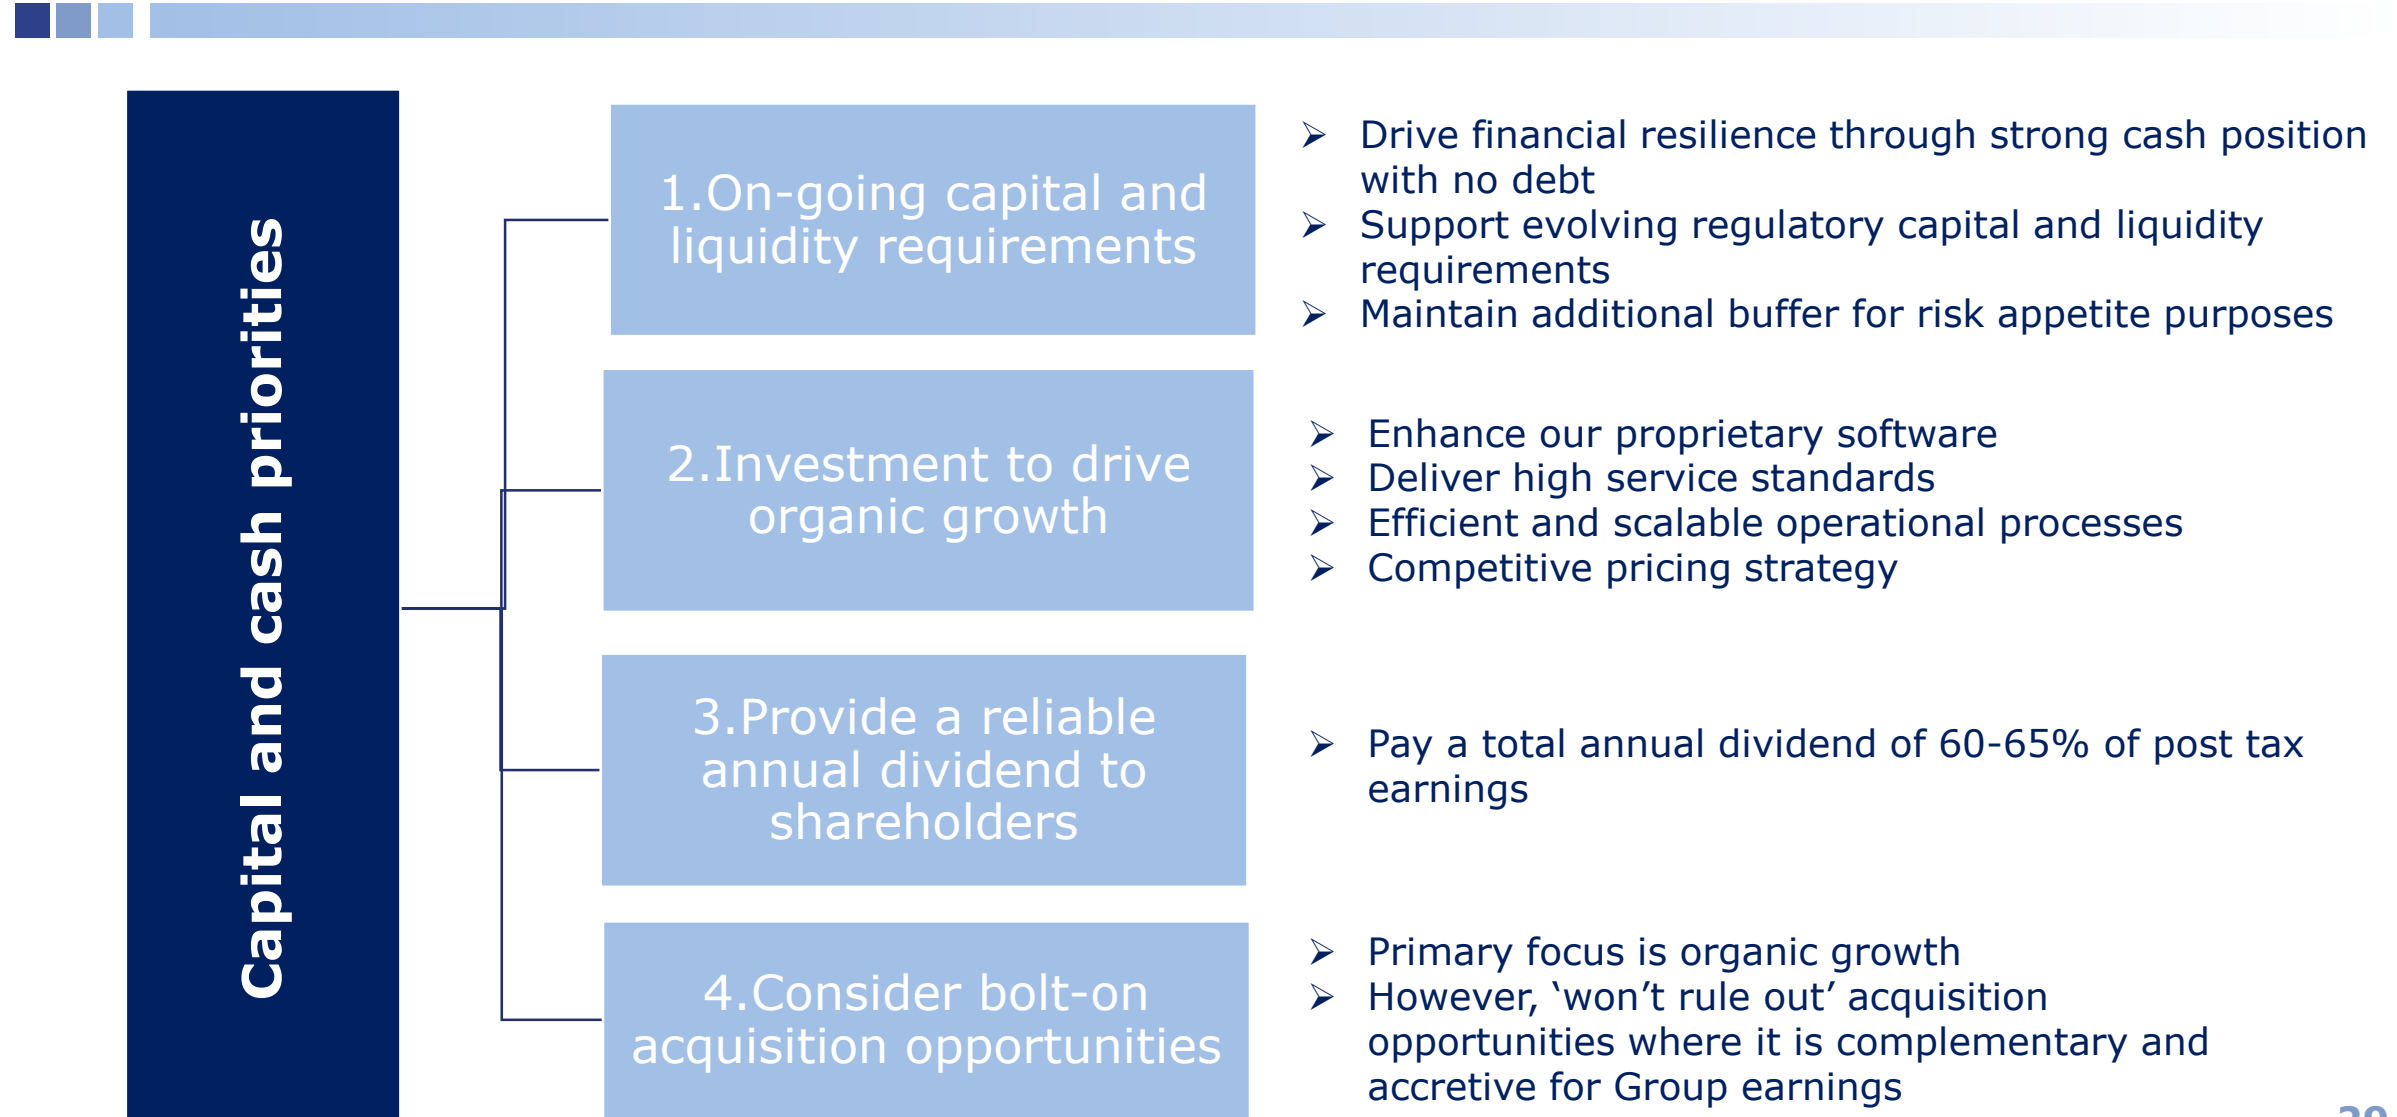 Capital and cash priorities
1.On-going capital and
liquidity requirements
➢ Drive financial resilience through strong cash position
with no debt
➢ Support evolving regulatory capital and liquidity
requirements
➢ Maintain additional buffer for risk appetite purposes
2.Investment to drive
organic growth
➢ Enhance our proprietary software
➢ Deliver high service standards
➢ Efficient and scalable operational processes
➢ Competitive pricing strategy
3.Provide a reliable
annual dividend to
shareholders
➢ Pay a total annual dividend of 60-65% of post tax
earnings
4.Consider bolt-on
acquisition opportunities
➢ Primary focus is organic growth
➢ However, ‘won’t rule out’ acquisition
opportunities where it is complementary and
accretive for Group earnings